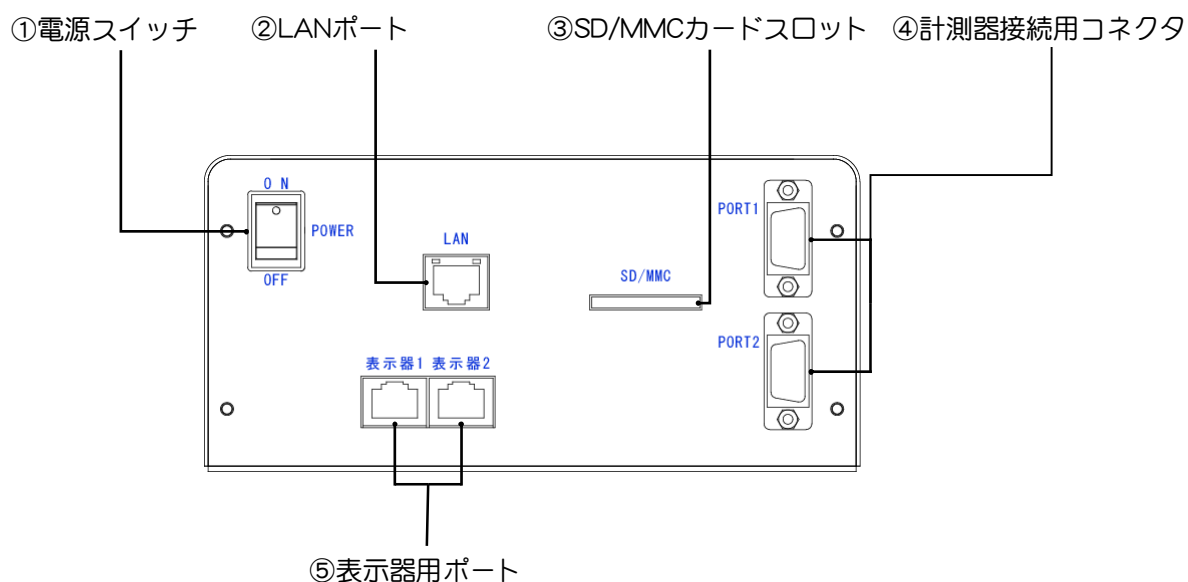 ①電源スイッチ
②LANポート
③SD/MMCカードスロット
④計測器接続用コネクタ
O N
POWER
OFF
LAN
SD/MMC
PORT1
PORT2
表示器1 表示器2
⑤表示器用ポート